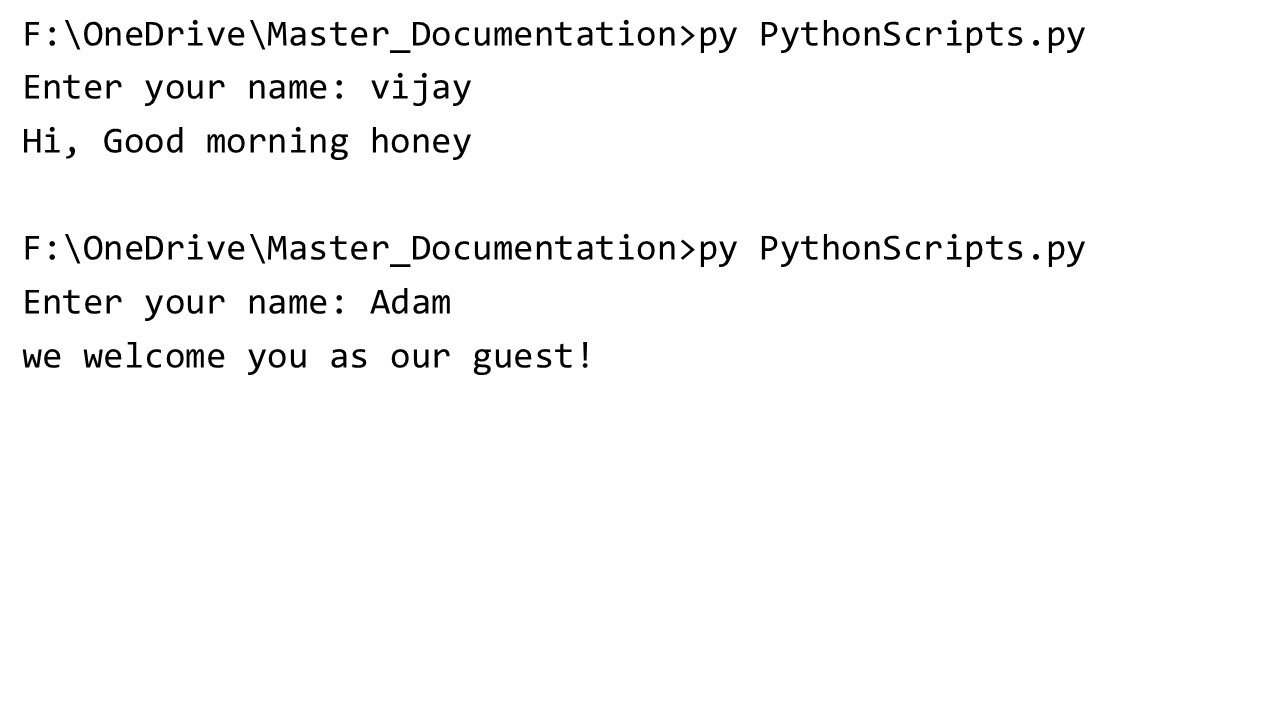 F:\OneDrive\Master_Documentation>py PythonScripts.py
Enter your name: vijay
Hi, Good morning honey
F:\OneDrive\Master_Documentation>py PythonScripts.py
Enter your name: Adam
we welcome you as our guest!